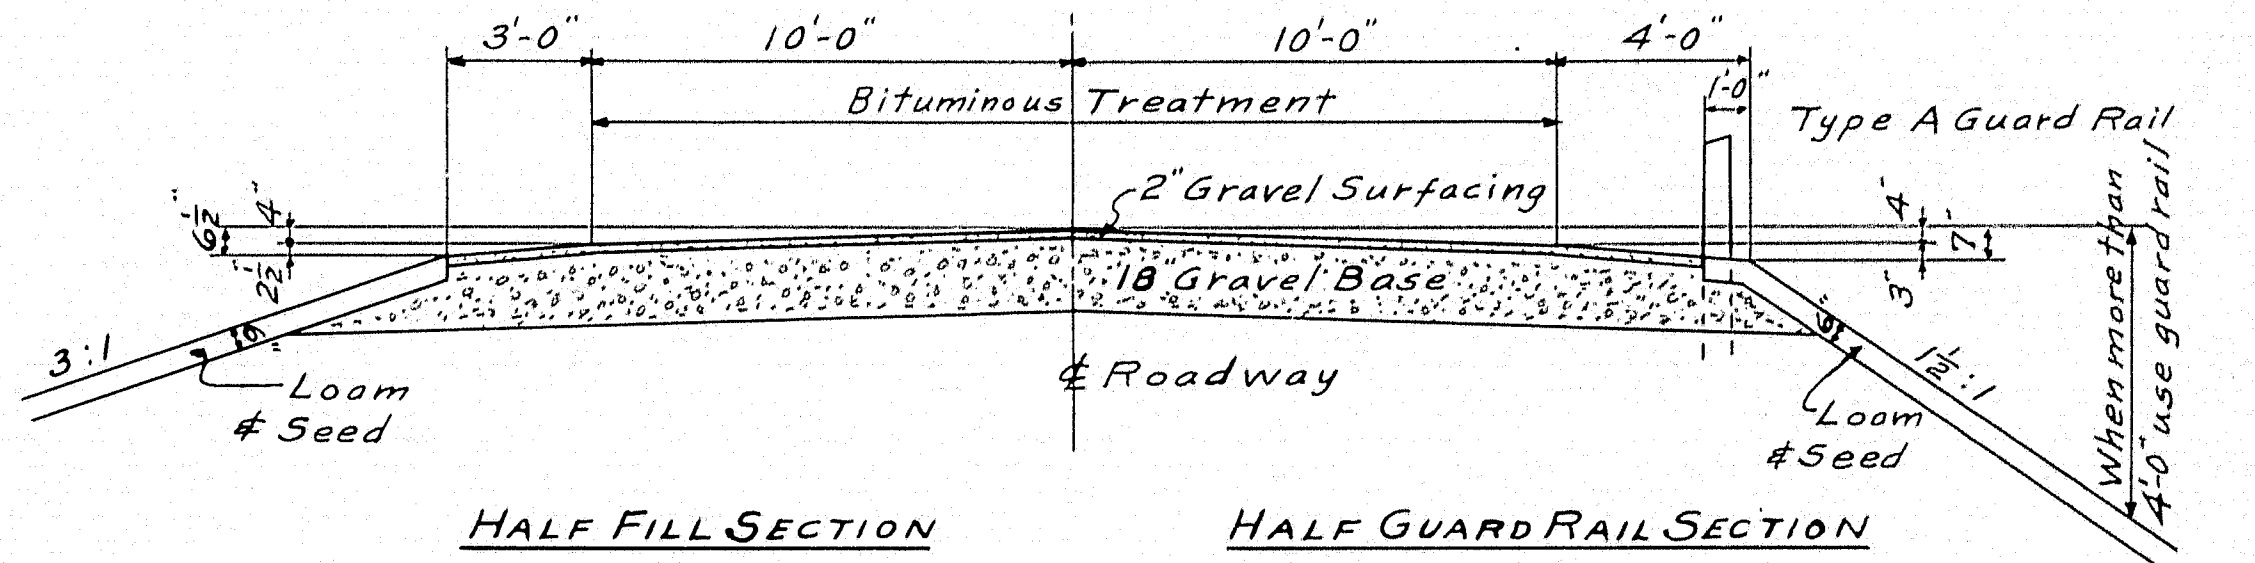 3'-0" 10'-0" 10'-0" 4'-0"
1'-0"
Bituminous Treatment
Type A Guard Rail
2" Gravel Surfacing
6½" 4" 2½"
4" 7" 3"
18" Gravel Base
3:1
6"
6"
1½:1
Loam
& Seed
℄ Roadway
Loam
& Seed
When more than
4'-0" use guard rail
HALF FILL SECTION
HALF GUARD RAIL SECTION